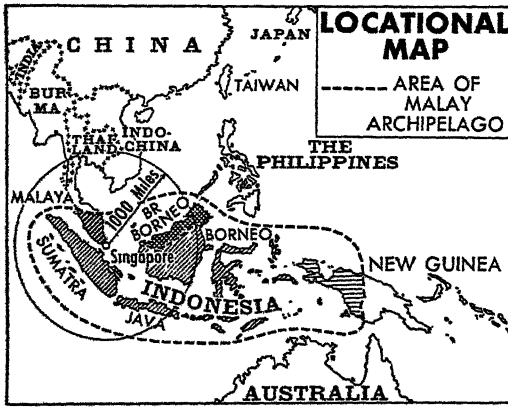 LOCATIONAL
MAP
AREA OF
MALAY
ARCHIPELAGO
CHINA
JAPAN
INDIA
BUR
MA
TAIWAN
THAI
LAND
INDO-
CHINA
THE
PHILIPPINES
MALAYA
1000 Miles
BR.
BORNEO
BORNEO
Singapore
SUMATRA
INDONESIA
NEW GUINEA
JAVA
AUSTRALIA